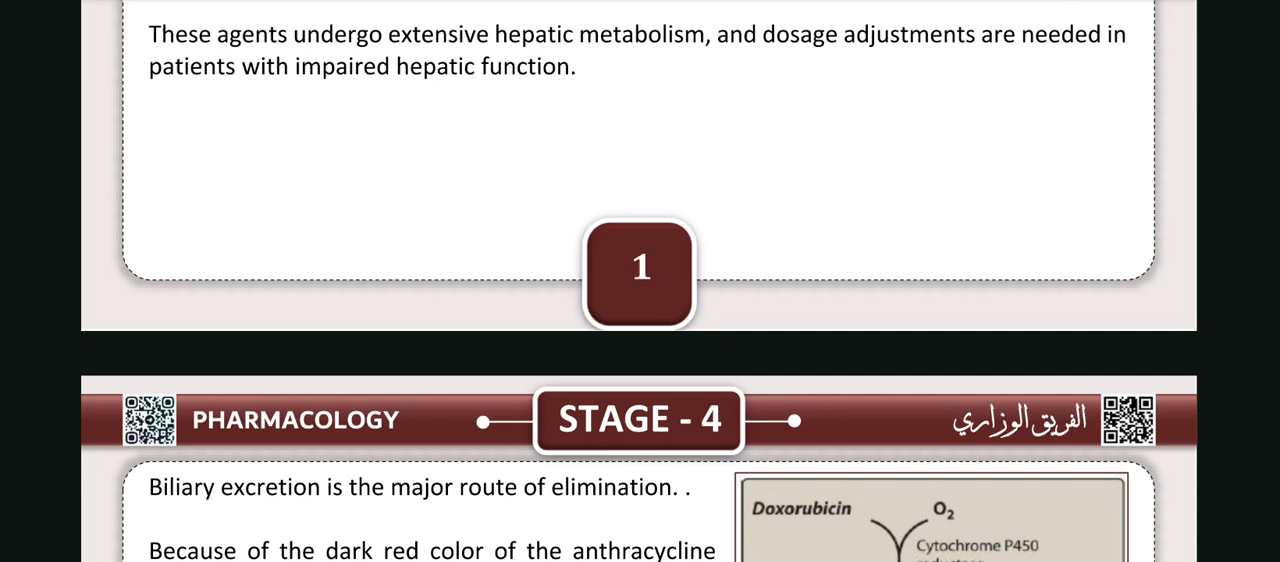 These agents undergo extensive hepatic metabolism, and dosage adjustments are needed in
patients with impaired hepatic function.
1
PHARMACOLOGY
STAGE - 4
الفريق الوزاري
Biliary excretion is the major route of elimination. .
Because of the dark red color of the anthracycline
Doxorubicin
O₂
Cytochrome P450